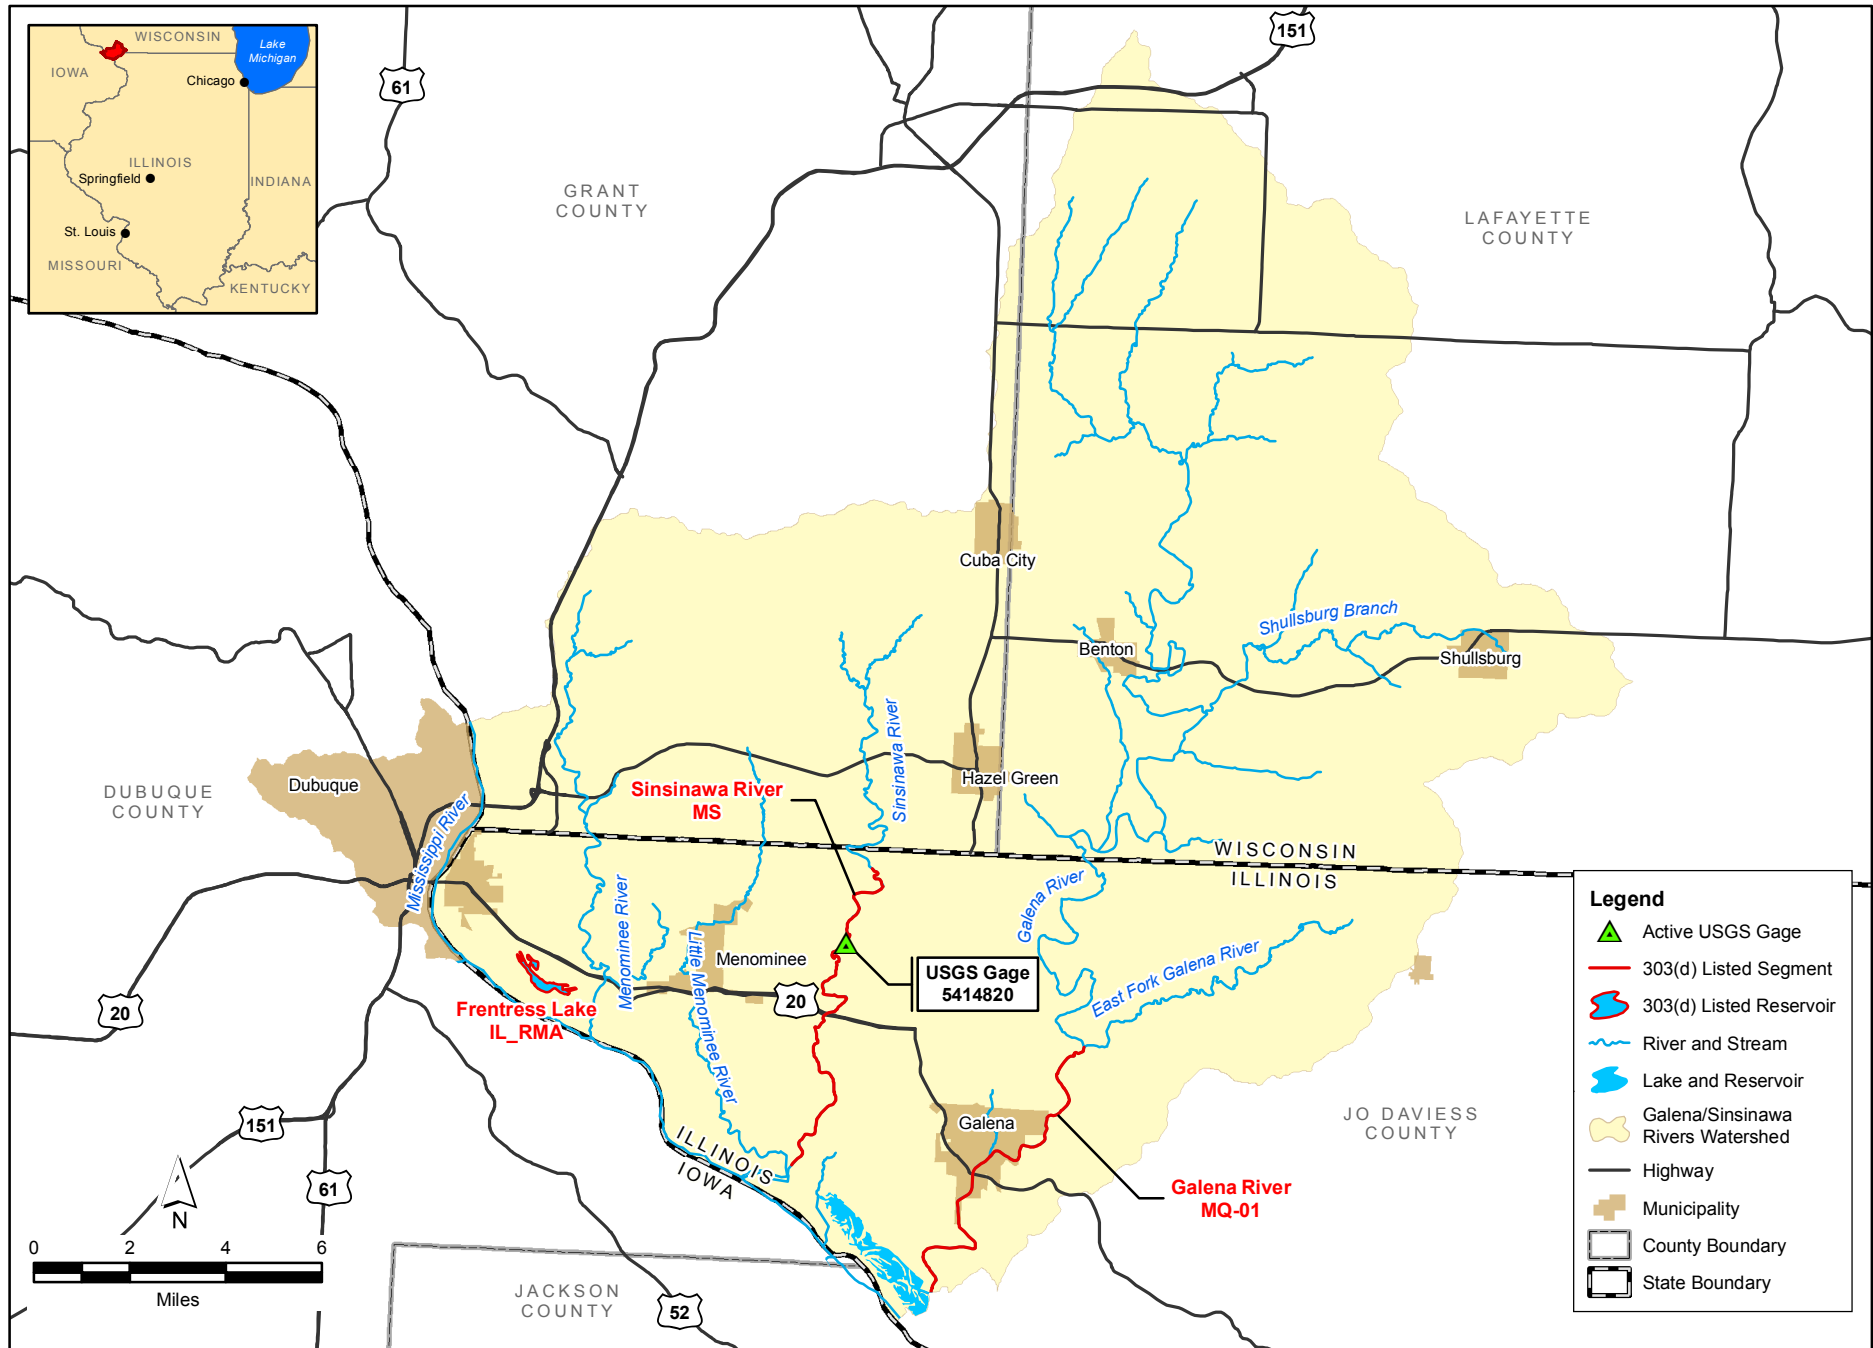 WISCONSIN
Lake
Michigan
IOWA
Chicago
ILLINOIS
Springfield
INDIANA
St. Louis
MISSOURI
KENTUCKY
61
151
GRANT
COUNTY
LAFAYETTE
COUNTY
Cuba City
Shullsburg Branch
Benton
Shullsburg
Sinsinawa River
Hazel Green
DUBUQUE
COUNTY
Dubuque
Mississippi River
Sinsinawa River
MS
WISCONSIN
ILLINOIS
Menominee River
Little Menominee River
Menominee
Galena River
East Fork Galena River
USGS Gage
5414820
20
20
Frentress Lake
IL_RMA
Galena
JO DAVIESS
COUNTY
Galena River
MQ-01
ILLINOIS
IOWA
151
61
N
0
2
4
6
Miles
JACKSON
COUNTY
52
Legend
Active USGS Gage
303(d) Listed Segment
303(d) Listed Reservoir
River and Stream
Lake and Reservoir
Galena/Sinsinawa
Rivers Watershed
Highway
Municipality
County Boundary
State Boundary